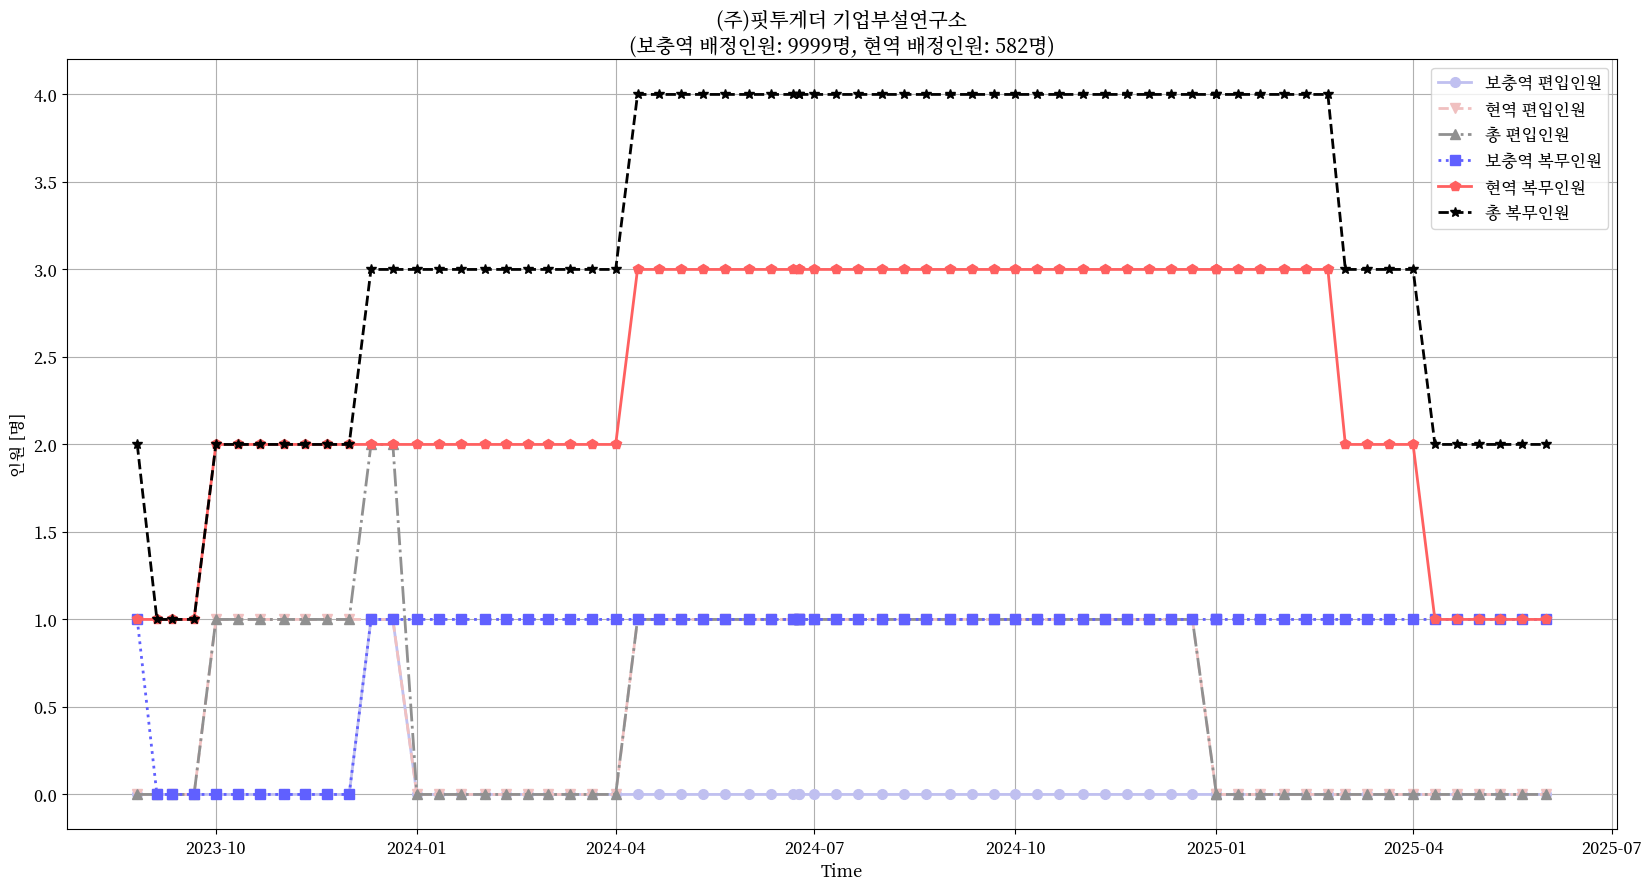 (주)핏투게더 기업부설연구소
(보충역 배정인원: 9999명, 현역 배정인원: 582명)
보충역 편입인원
현역 편입인원
총 편입인원
보충역 복무인원
현역 복무인원
총 복무인원
인원 [명]
4.0
3.5
3.0
2.5
2.0
1.5
1.0
0.5
0.0
2023-10
2024-01
2024-04
2024-07
2024-10
2025-01
2025-04
2025-07
Time